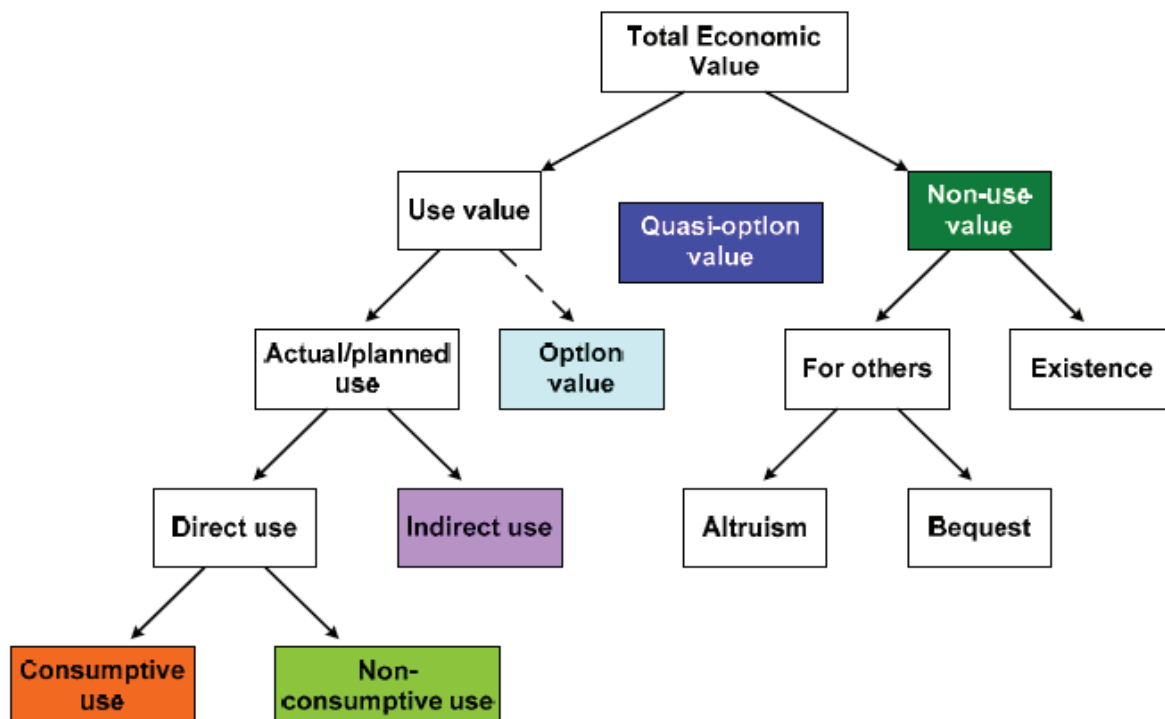 Total Economic
Value
Use value
Quasi-option
value
Non-use
value
Actual/planned
use
Option
value
For others
Existence
Direct use
Indirect use
Altruism
Bequest
Consumptive
use
Non-
consumptive use